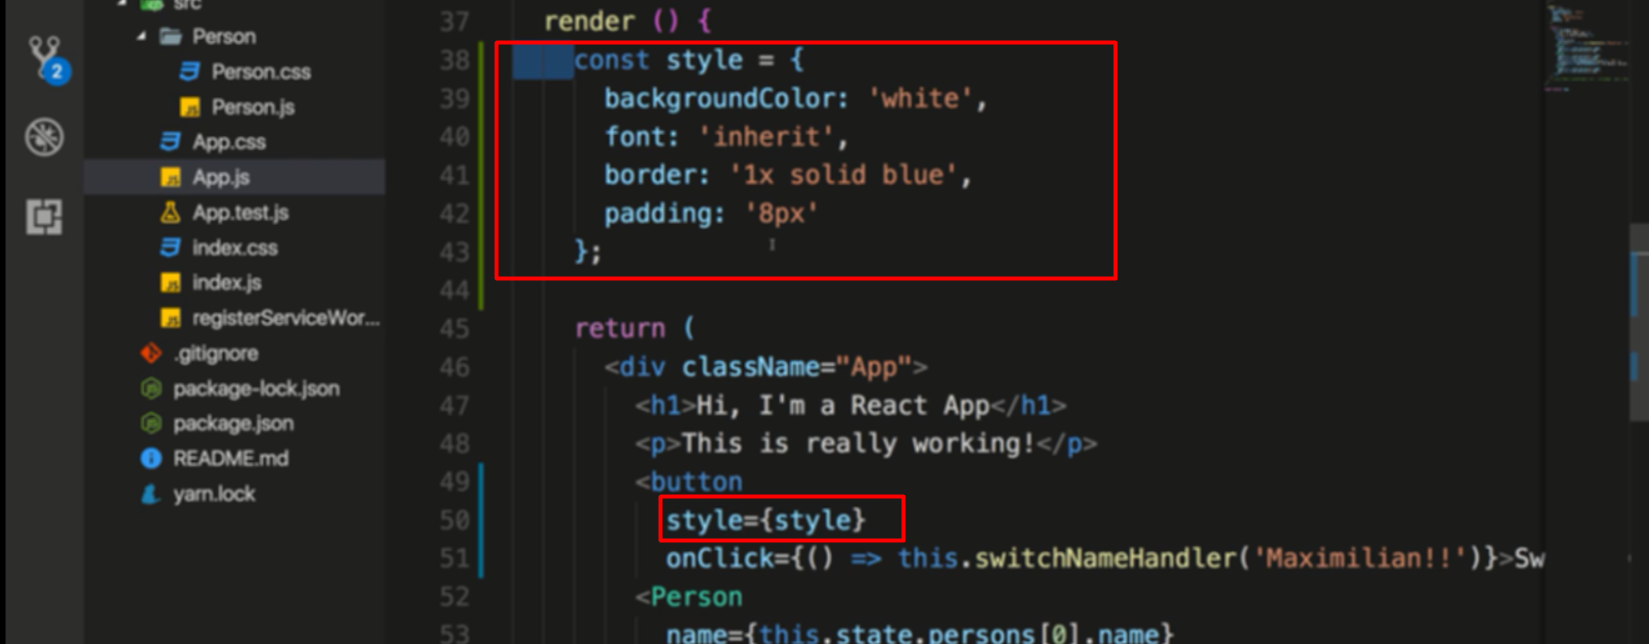 src
Person
Person.css
Person.js
App.css
App.js
App.test.js
index.css
index.js
registerServiceWor...
.gitignore
package-lock.json
package.json
README.md
yarn.lock
2
37 render () {
38 const style = {
39 backgroundColor: 'white',
40 font: 'inherit',
41 border: '1x solid blue',
42 padding: '8px'
43 };
44
45 return (
46 <div className="App">
47 <h1>Hi, I'm a React App</h1>
48 <p>This is really working!</p>
49 <button
50 style={style}
51 onClick={() => this.switchNameHandler('Maximilian!!')}>Sw
52 <Person
53 name={this.state.persons[0].name}